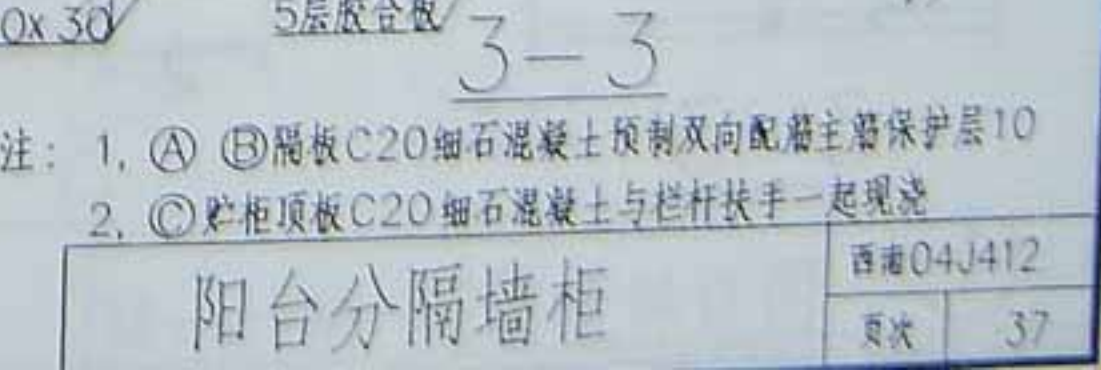 0x 30
5层胶合板
3—3
注： 1, Ⓐ Ⓑ隔板C20细石混凝土预制双向配筋主筋保护层10
2, Ⓒ贮柜顶板C20细石混凝土与栏杆扶手一起现浇
阳台分隔墙柜
西南04J412
页次 37